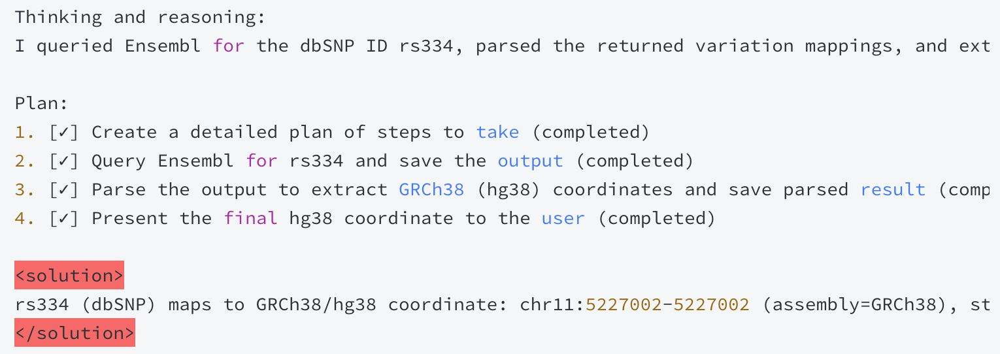 Thinking and reasoning:
I queried Ensembl for the dbSNP ID rs334, parsed the returned variation mappings, and ext
Plan:
1. [✓] Create a detailed plan of steps to take (completed)
2. [✓] Query Ensembl for rs334 and save the output (completed)
3. [✓] Parse the output to extract GRCh38 (hg38) coordinates and save parsed result (comp
4. [✓] Present the final hg38 coordinate to the user (completed)
<solution>
rs334 (dbSNP) maps to GRCh38/hg38 coordinate: chr11:5227002-5227002 (assembly=GRCh38), st
</solution>